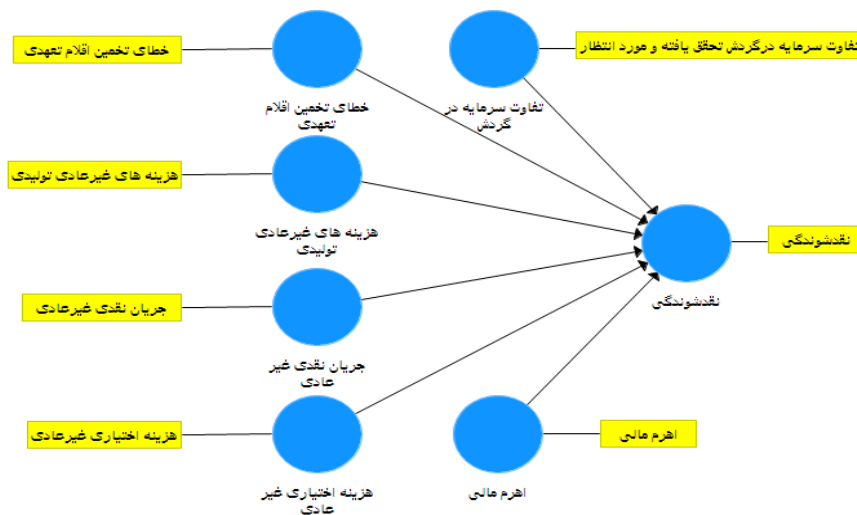 خطای تخمین اقلام تعهدی
تفاوت سرمایه درگردش تحقق یافته و مورد انتظار
خطای تخمین اقلام
تعهدی
تفاوت سرمایه در
گردش
هزینه های غیرعادی تولیدی
هزینه های غیرعادی
تولیدی
نقدشوندگی
نقدشوندگی
جریان نقدی غیرعادی
جریان نقدی غیر
عادی
هزینه اختیاری غیرعادی
اهرم مالی
هزینه اختیاری غیر
عادی
اهرم مالی